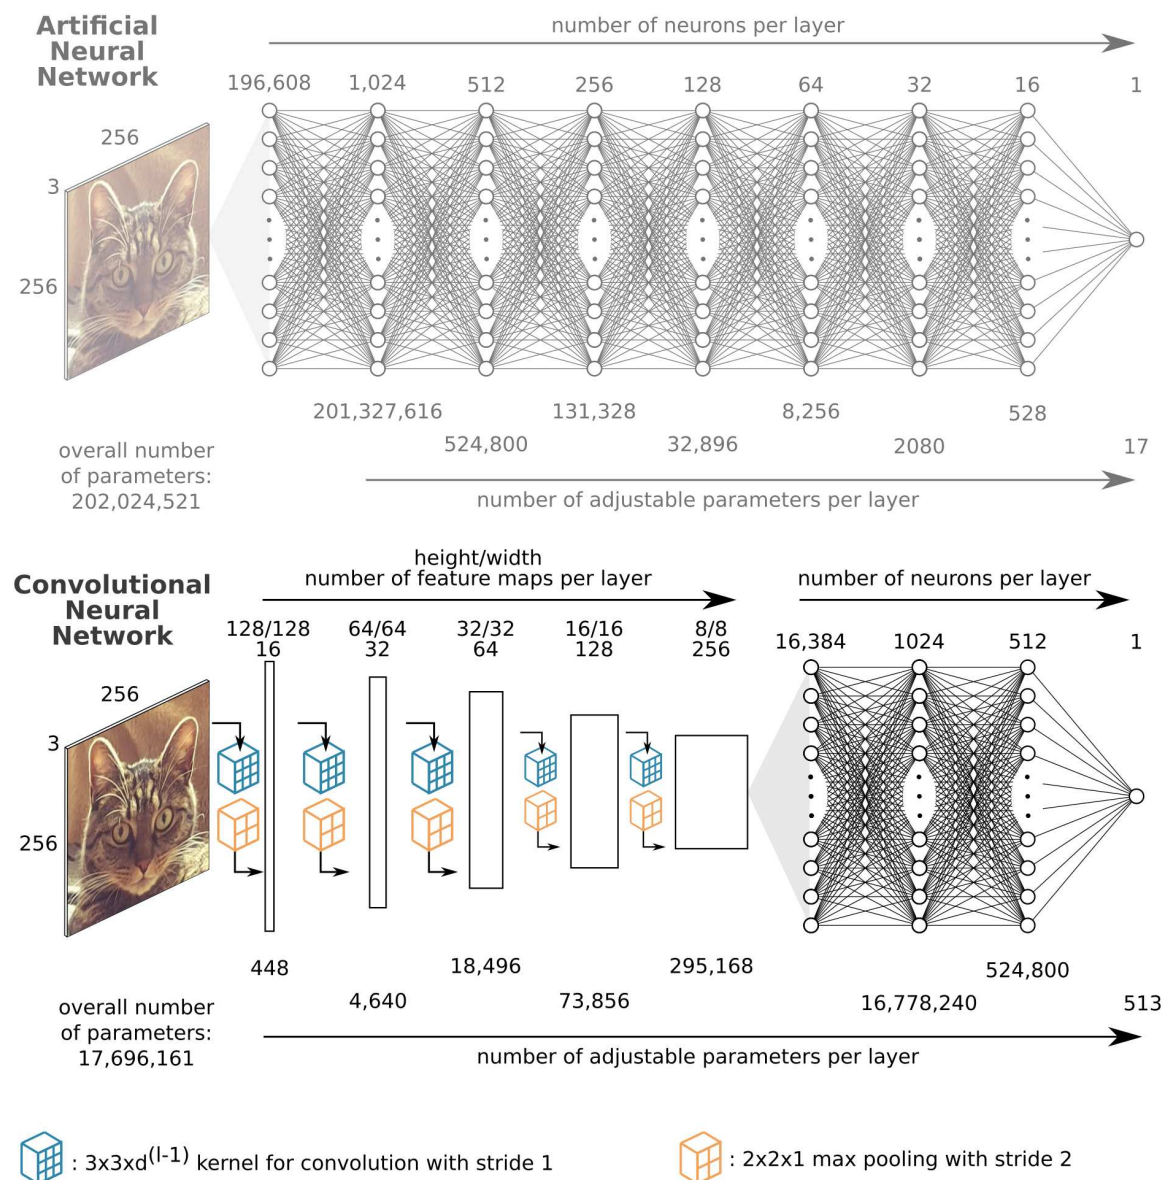 Artificial
Neural
Network
number of neurons per layer
196,608 1,024 512 256 128 64 32 16 1
256
3
256
201,327,616 131,328 8,256 528
524,800 32,896 2080 17
overall number
of parameters:
202,024,521
number of adjustable parameters per layer
height/width
number of feature maps per layer
number of neurons per layer
Convolutional
Neural
Network
128/128 64/64 32/32 16/16 8/8
16 32 64 128 256
16,384 1024 512 1
256
3
256
448 18,496 295,168 524,800
4,640 73,856 16,778,240 513
overall number
of parameters:
17,696,161
number of adjustable parameters per layer
: 3x3xd(l-1) kernel for convolution with stride 1
: 2x2x1 max pooling with stride 2